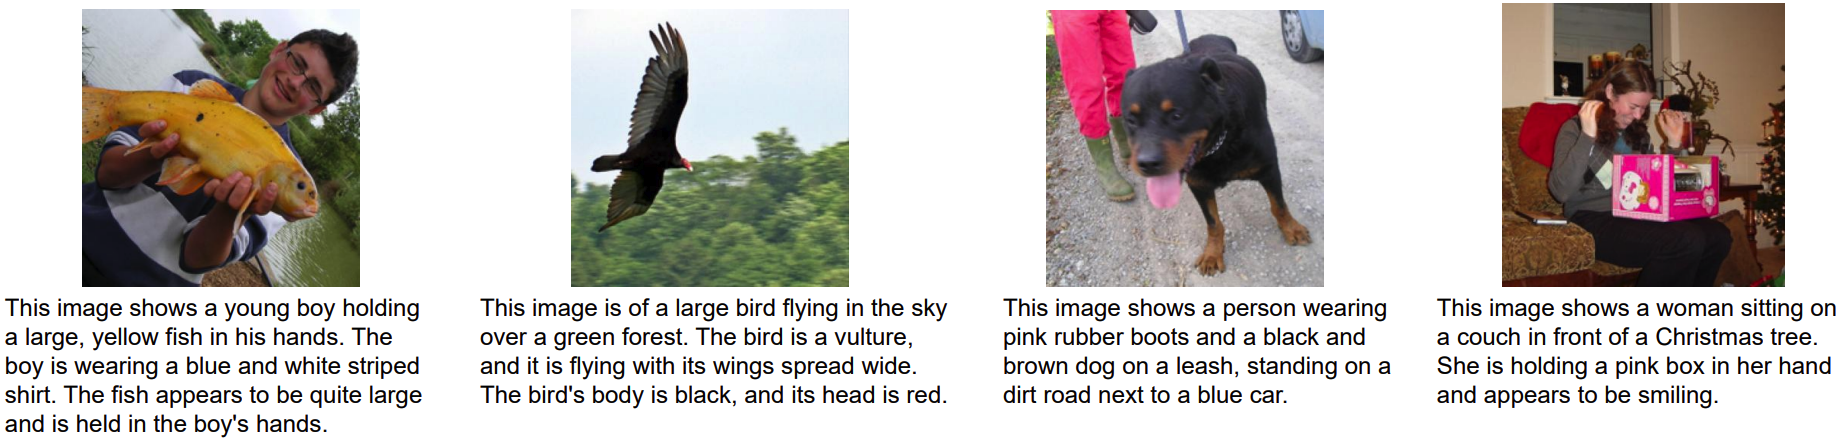 This image shows a young boy holding
a large, yellow fish in his hands. The
boy is wearing a blue and white striped
shirt. The fish appears to be quite large
and is held in the boy's hands.
This image is of a large bird flying in the sky
over a green forest. The bird is a vulture,
and it is flying with its wings spread wide.
The bird's body is black, and its head is red.
This image shows a person wearing
pink rubber boots and a black and
brown dog on a leash, standing on a
dirt road next to a blue car.
This image shows a woman sitting on
a couch in front of a Christmas tree.
She is holding a pink box in her hand
and appears to be smiling.